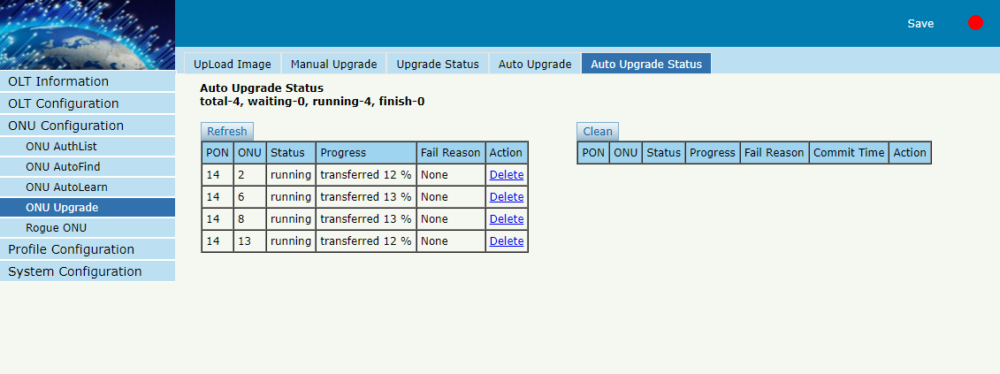 Save
UpLoad Image Manual Upgrade Upgrade Status Auto Upgrade Auto Upgrade Status
OLT Information
OLT Configuration
ONU Configuration
ONU AuthList
ONU AutoFind
ONU AutoLearn
ONU Upgrade
Rogue ONU
Profile Configuration
System Configuration
Auto Upgrade Status
total-4, waiting-0, running-4, finish-0
Refresh
PON ONU Status Progress Fail Reason Action
14 2 running transferred 12 % None Delete
14 6 running transferred 13 % None Delete
14 8 running transferred 13 % None Delete
14 13 running transferred 12 % None Delete
Clean
PON ONU Status Progress Fail Reason Commit Time Action